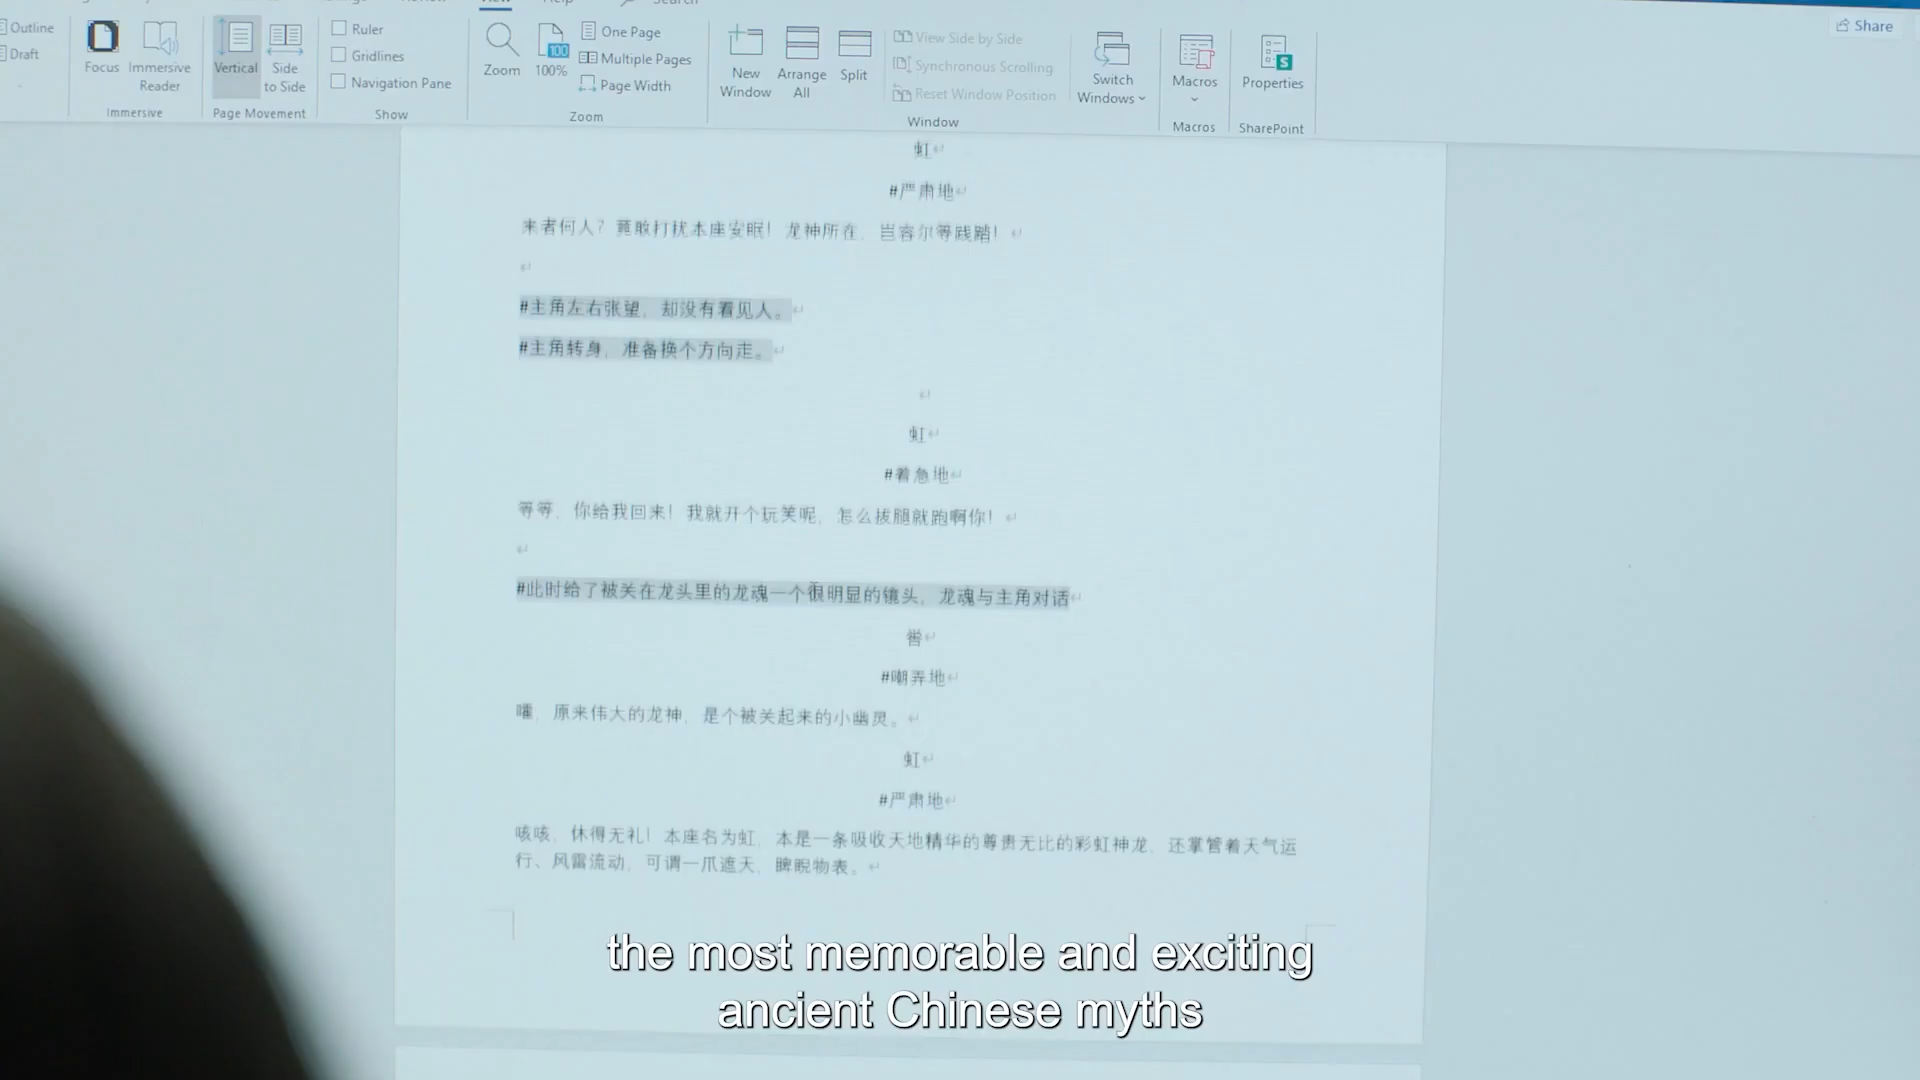 Search
Help
Outline
Draft
Focus
Immersive Reader
Immersive
Vertical
Side to Side
Page Movement
Ruler
Gridlines
Navigation Pane
Show
Zoom
100
100%
One Page
Multiple Pages
Page Width
Zoom
New Window
Arrange All
Split
View Side by Side
Synchronous Scrolling
Reset Window Position
Window
Switch Windows
Macros
Macros
Properties
SharePoint
Share
虹
#严肃地
来者何人？竟敢打扰本座安眠！龙神所在，岂容尔等践踏！
#主角左右张望，却没有看见人。
#主角转身，准备换个方向走。
虹
#着急地
等等，你给我回来！我就开个玩笑呢，怎么拔腿就跑啊你！
#此时给了被关在龙头里的龙魂一个很明显的镜头，龙魂与主角对话
#嘲弄地
嚯，原来伟大的龙神，是个被关起来的小幽灵。
虹
#严肃地
咳咳，休得无礼！本座名为虹，本是一条吸收天地精华的尊贵无比的彩虹神龙，还掌管着天气运
行、风雷流动，可谓一爪遮天，睥睨物表。
the most memorable and exciting
ancient Chinese myths